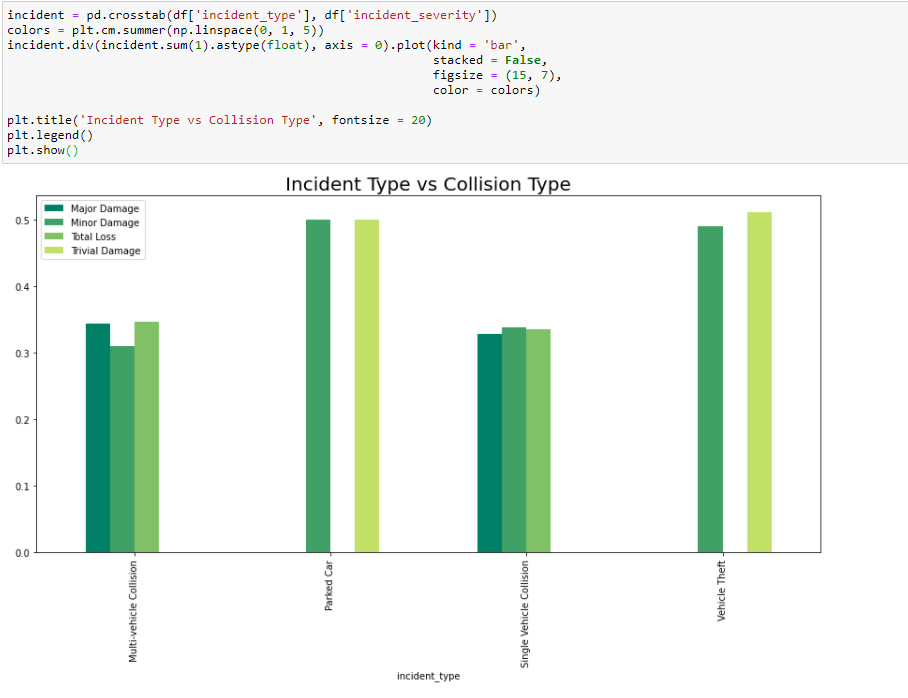 incident = pd.crosstab(df['incident_type'], df['incident_severity'])
colors = plt.cm.summer(np.linspace(0, 1, 5))
incident.div(incident.sum(1).astype(float), axis = 0).plot(kind = 'bar',
stacked = False,
figsize = (15, 7),
color = colors)
plt.title('Incident Type vs Collision Type', fontsize = 20)
plt.legend()
plt.show()
Incident Type vs Collision Type
Major Damage
Minor Damage
Total Loss
Trivial Damage
0.5
0.4
0.3
0.2
0.1
0.0
Multi-vehicle Collision
Parked Car
Single Vehicle Collision
Vehicle Theft
incident_type